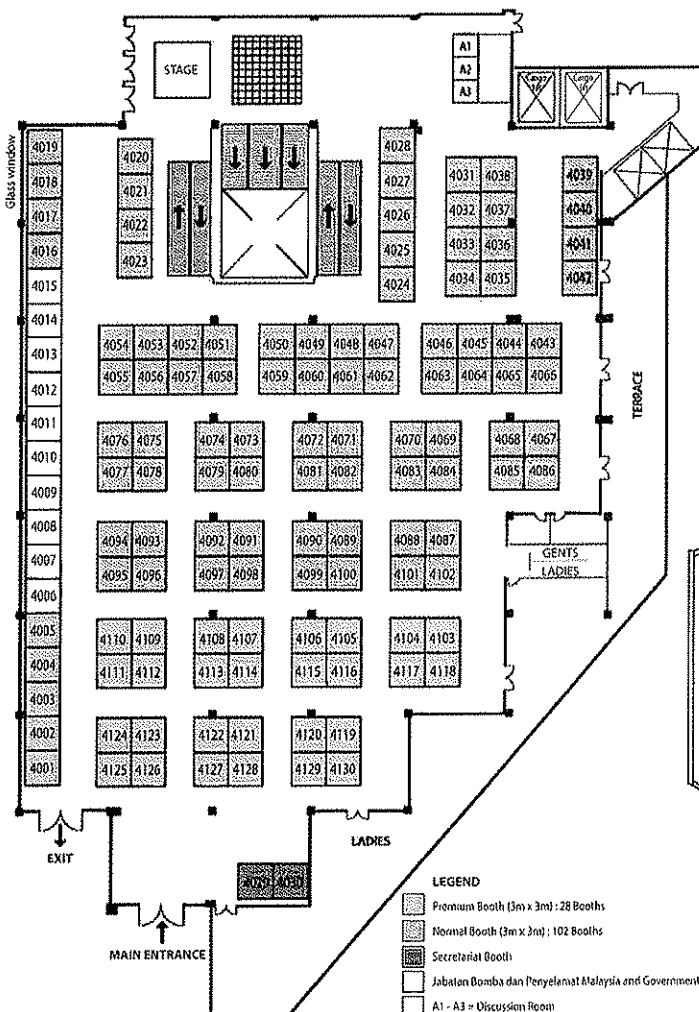 A1
STAGE
A2
Cargo
Cargo
A3
Glass window
4019
4018
4017
4016
4015
4014
4013
4012
4011
4010
4009
4008
4007
4006
4005
4004
4003
4002
4001
4020
4021
4022
4023
4028
4027
4026
4025
4024
4031 4038
4032 4037
4033 4036
4034 4035
4039
4040
4041
4042
4054 4053 4052 4051
4055 4056 4057 4058
4050 4049 4048 4047
4059 4060 4061 4062
4046 4045 4044 4043
4063 4064 4065 4066
TERRACE
4076 4075
4077 4078
4074 4073
4079 4080
4072 4071
4081 4082
4070 4069
4083 4084
4068 4067
4085 4086
4094 4093
4095 4096
4092 4091
4097 4098
4090 4089
4099 4100
4088 4087
4101 4102
GENTS
LADIES
4110 4109
4111 4112
4108 4107
4113 4114
4106 4105
4115 4116
4104 4103
4117 4118
4124 4123
4125 4126
4122 4121
4127 4128
4120 4119
4129 4130
EXIT
LADIES
4029 4030
MAIN ENTRANCE
LEGEND
Premium Booth (3m x 3m) : 28 Booths
Normal Booth (3m x 3m) : 102 Booths
Secretariat Booth
Jabatan Bomba dan Penyelamat Malaysia and Government
A1 - A3 = Discussion Room